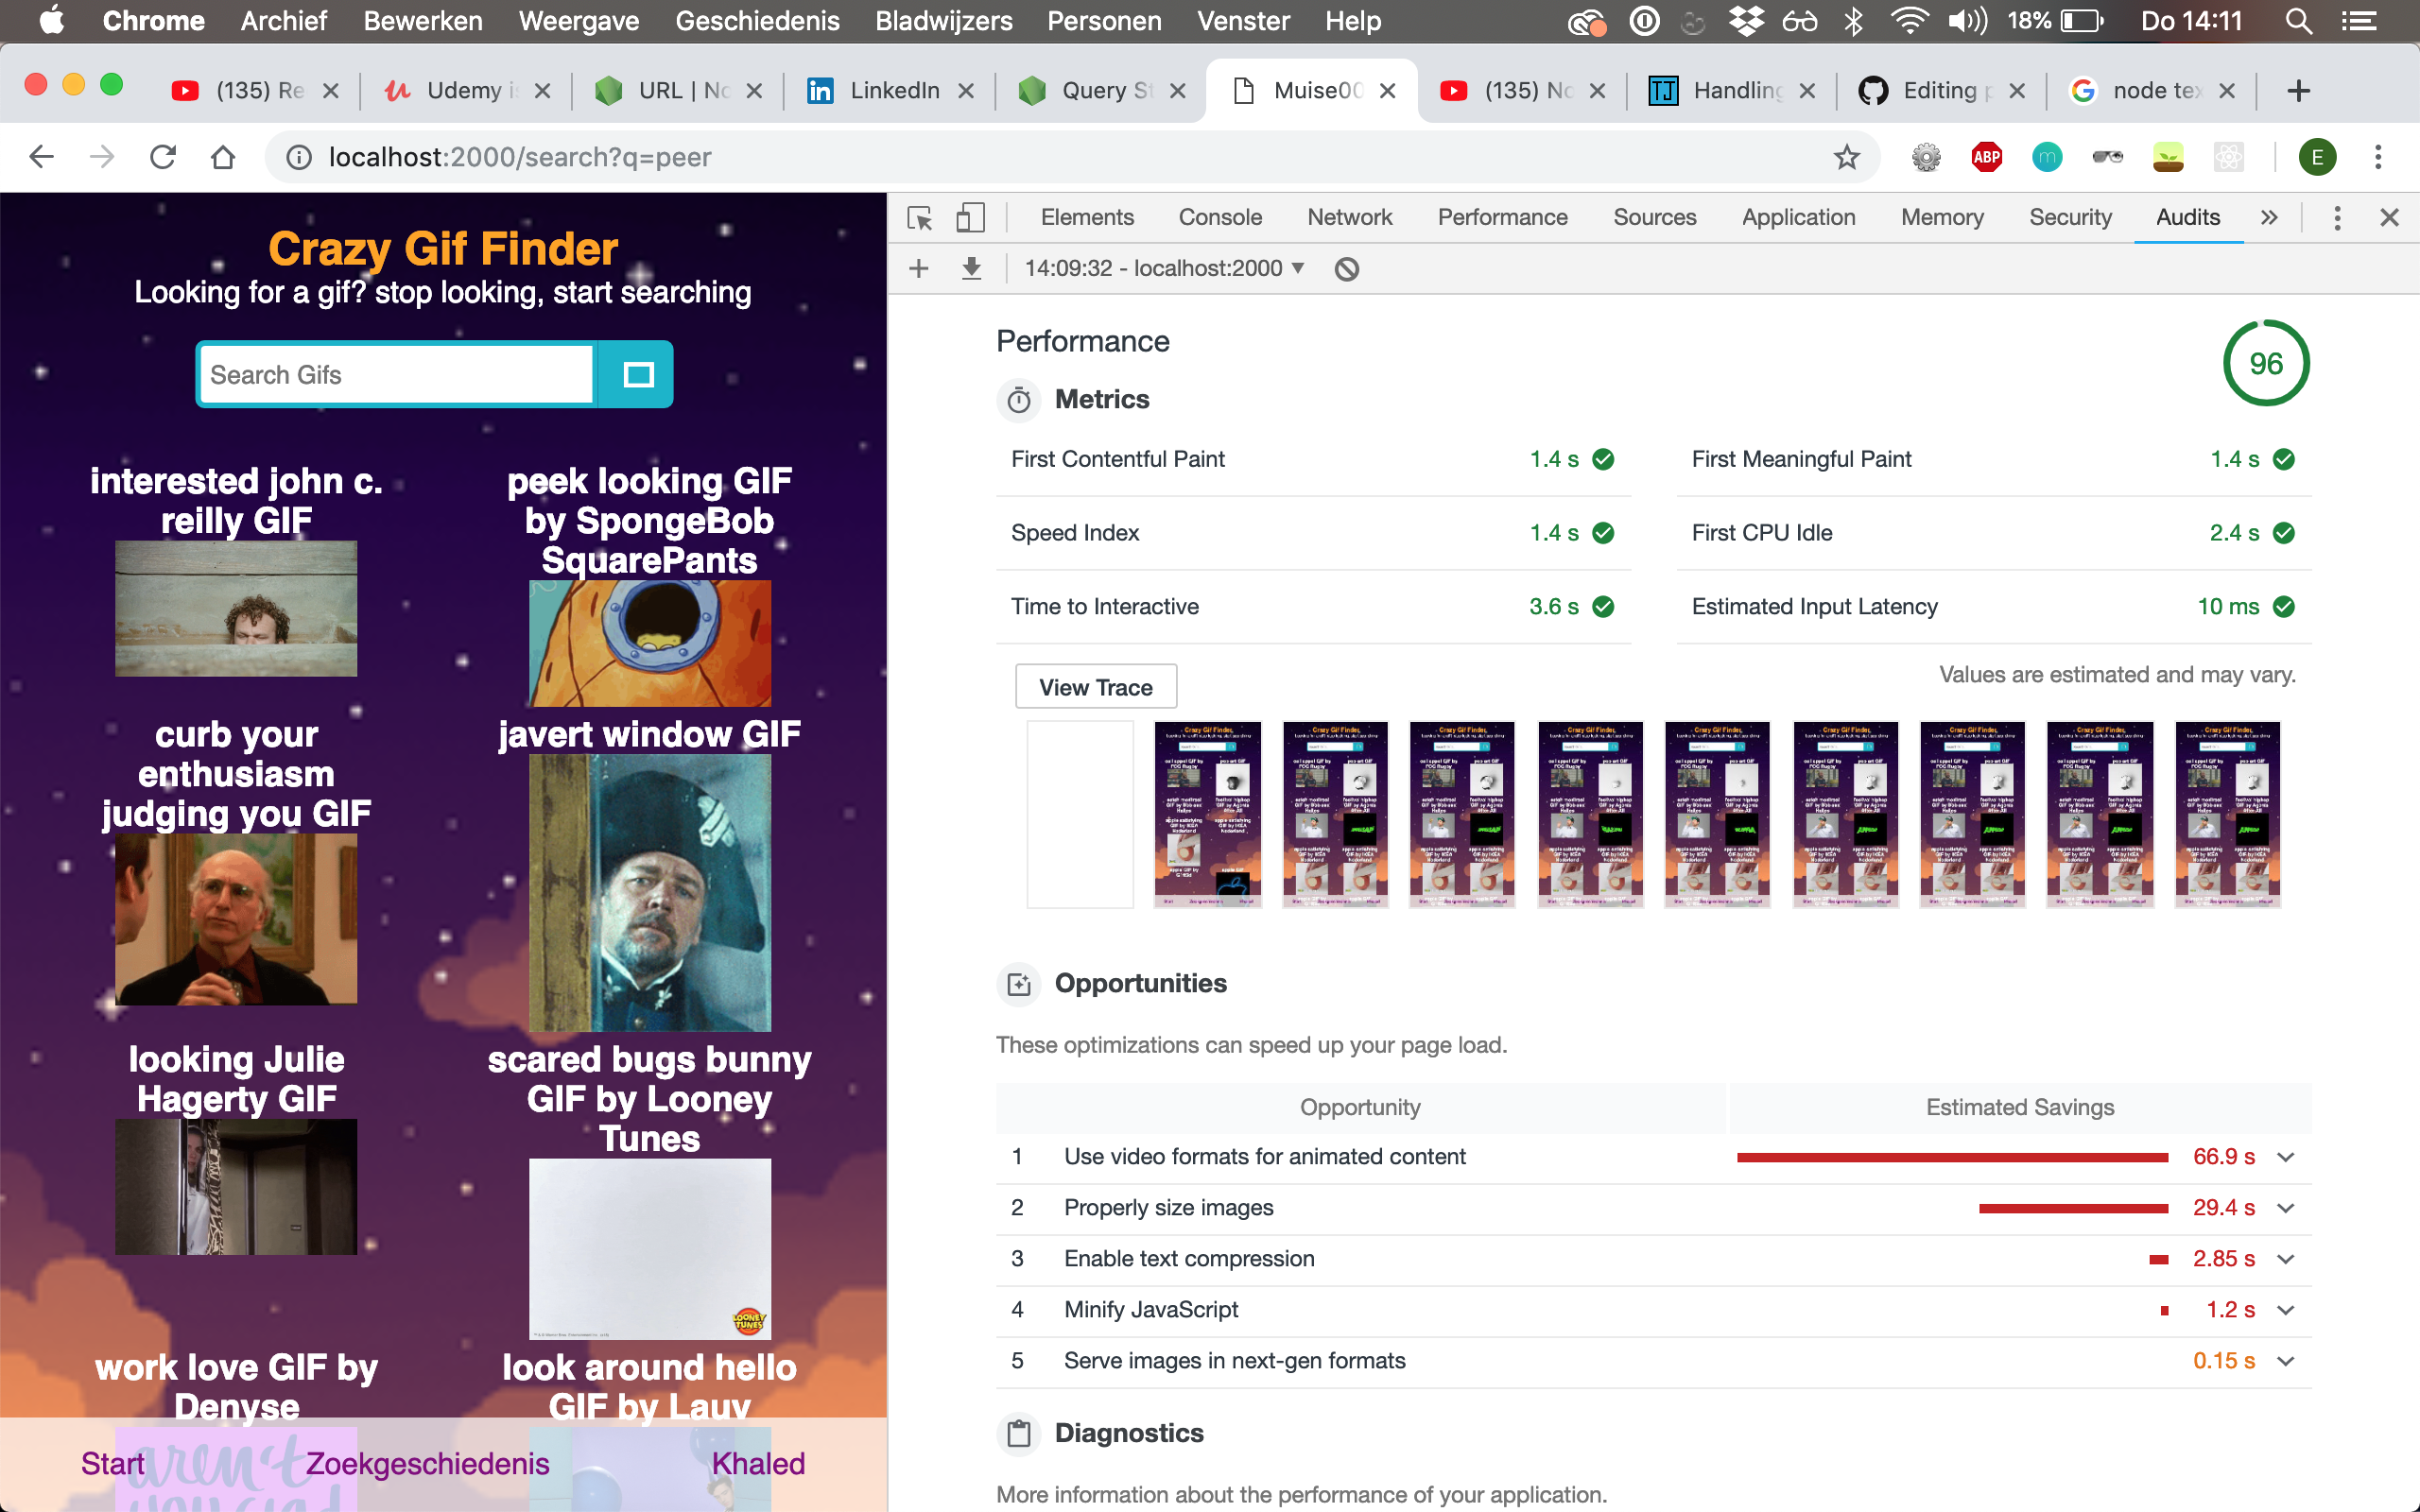 Chrome Archief Bewerken Weergave Geschiedenis Bladwijzers Personen Venster Help 18% Do 14:11
(135) Re Udemy URL | No LinkedIn Query St Muise00 (135) No Handling Editing p node tex
localhost:2000/search?q=peer ABP m E
Crazy Gif Finder
Looking for a gif? stop looking, start searching
Search Gifs
interested john c.
reilly GIF
peek looking GIF
by SpongeBob
SquarePants
curb your
enthusiasm
judging you GIF
javert window GIF
looking Julie
Hagerty GIF
scared bugs bunny
GIF by Looney
Tunes
LOONEY
TUNES
work love GIF by
Denyse
look around hello
GIF by Lauv
aren't
Start Zoekgeschiedenis Khaled
Elements Console Network Performance Sources Application Memory Security Audits
14:09:32 - localhost:2000
Performance
96
Metrics
First Contentful Paint 1.4 s
First Meaningful Paint 1.4 s
Speed Index 1.4 s
First CPU Idle 2.4 s
Time to Interactive 3.6 s
Estimated Input Latency 10 ms
View Trace
Values are estimated and may vary.
Opportunities
These optimizations can speed up your page load.
Opportunity Estimated Savings
1 Use video formats for animated content 66.9 s
2 Properly size images 29.4 s
3 Enable text compression 2.85 s
4 Minify JavaScript 1.2 s
5 Serve images in next-gen formats 0.15 s
Diagnostics
More information about the performance of your application.